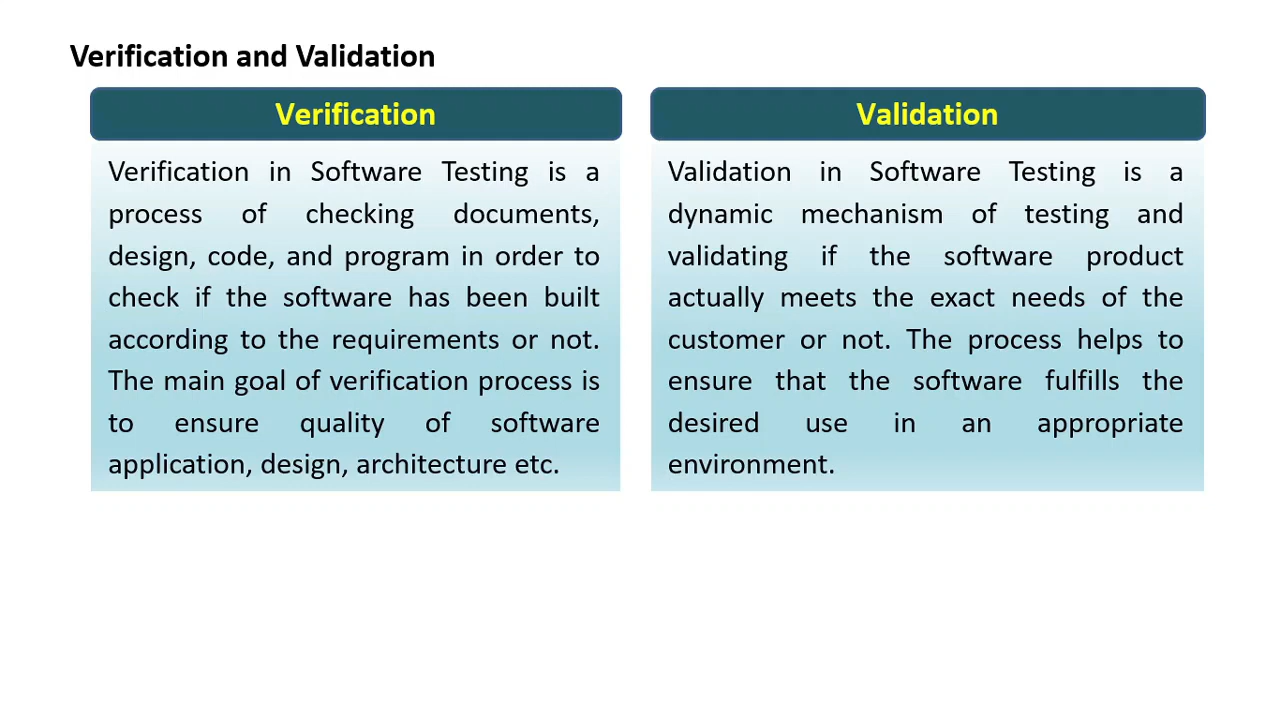 Verification and Validation
Verification
Verification in Software Testing is a
process of checking documents,
design, code, and program in order to
check if the software has been built
according to the requirements or not.
The main goal of verification process is
to ensure quality of software
application, design, architecture etc.
Validation
Validation in Software Testing is a
dynamic mechanism of testing and
validating if the software product
actually meets the exact needs of the
customer or not. The process helps to
ensure that the software fulfills the
desired use in an appropriate
environment.